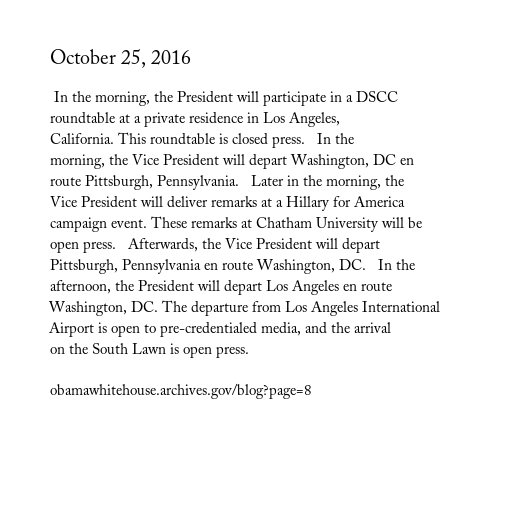 October 25, 2016
In the morning, the President will participate in a DSCC
roundtable at a private residence in Los Angeles,
California. This roundtable is closed press.   In the
morning, the Vice President will depart Washington, DC en
route Pittsburgh, Pennsylvania.   Later in the morning, the
Vice President will deliver remarks at a Hillary for America
campaign event. These remarks at Chatham University will be
open press.   Afterwards, the Vice President will depart
Pittsburgh, Pennsylvania en route Washington, DC.   In the
afternoon, the President will depart Los Angeles en route
Washington, DC. The departure from Los Angeles International
Airport is open to pre-credentialed media, and the arrival
on the South Lawn is open press.
obamawhitehouse.archives.gov/blog?page=8